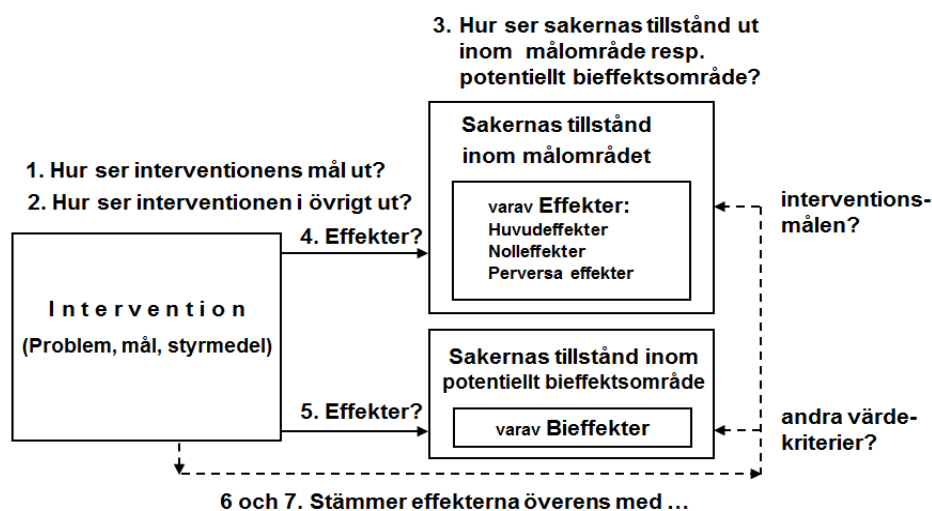 3. Hur ser sakernas tillstånd ut
inom målområde resp.
potentiellt bieffektsområde?
Sakernas tillstånd
inom målområdet
varav Effekter:
Huvudeffekter
Nolleffekter
Perversa effekter
1. Hur ser interventionens mål ut?
2. Hur ser interventionen i övrigt ut?
4. Effekter?
interventions-
målen?
Intervention
(Problem, mål, styrmedel)
Sakernas tillstånd inom
potentiellt bieffektsområde
varav Bieffekter
5. Effekter?
andra värde-
kriterier?
6 och 7. Stämmer effekterna överens med ...